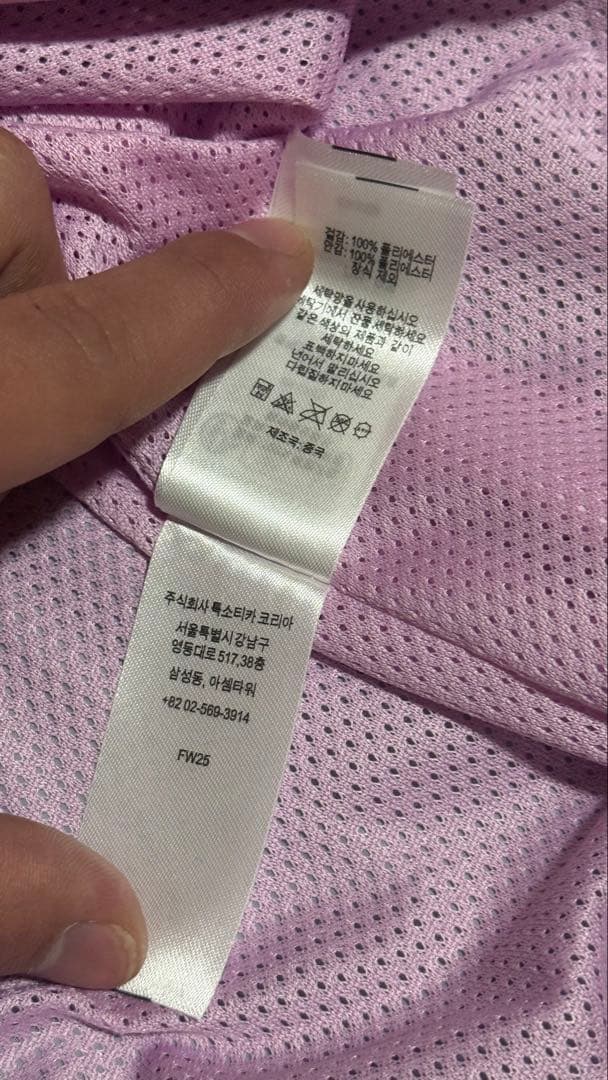 겉감: 100% 폴리에스터
안감: 100% 폴리에스터
장식 제외
세탁망을 사용하십시오
세탁기에서 찬물 세탁하세요
같은 색상의 제품과 같이
세탁하세요
표백하지마세요
널어서 말리십시오
다림질하지마세요
제조국: 중국
주식회사 특소티카 코리아
서울특별시 강남구
영동대로 517,38층
삼성동, 아셈타워
+82 02-569-3914
FW25